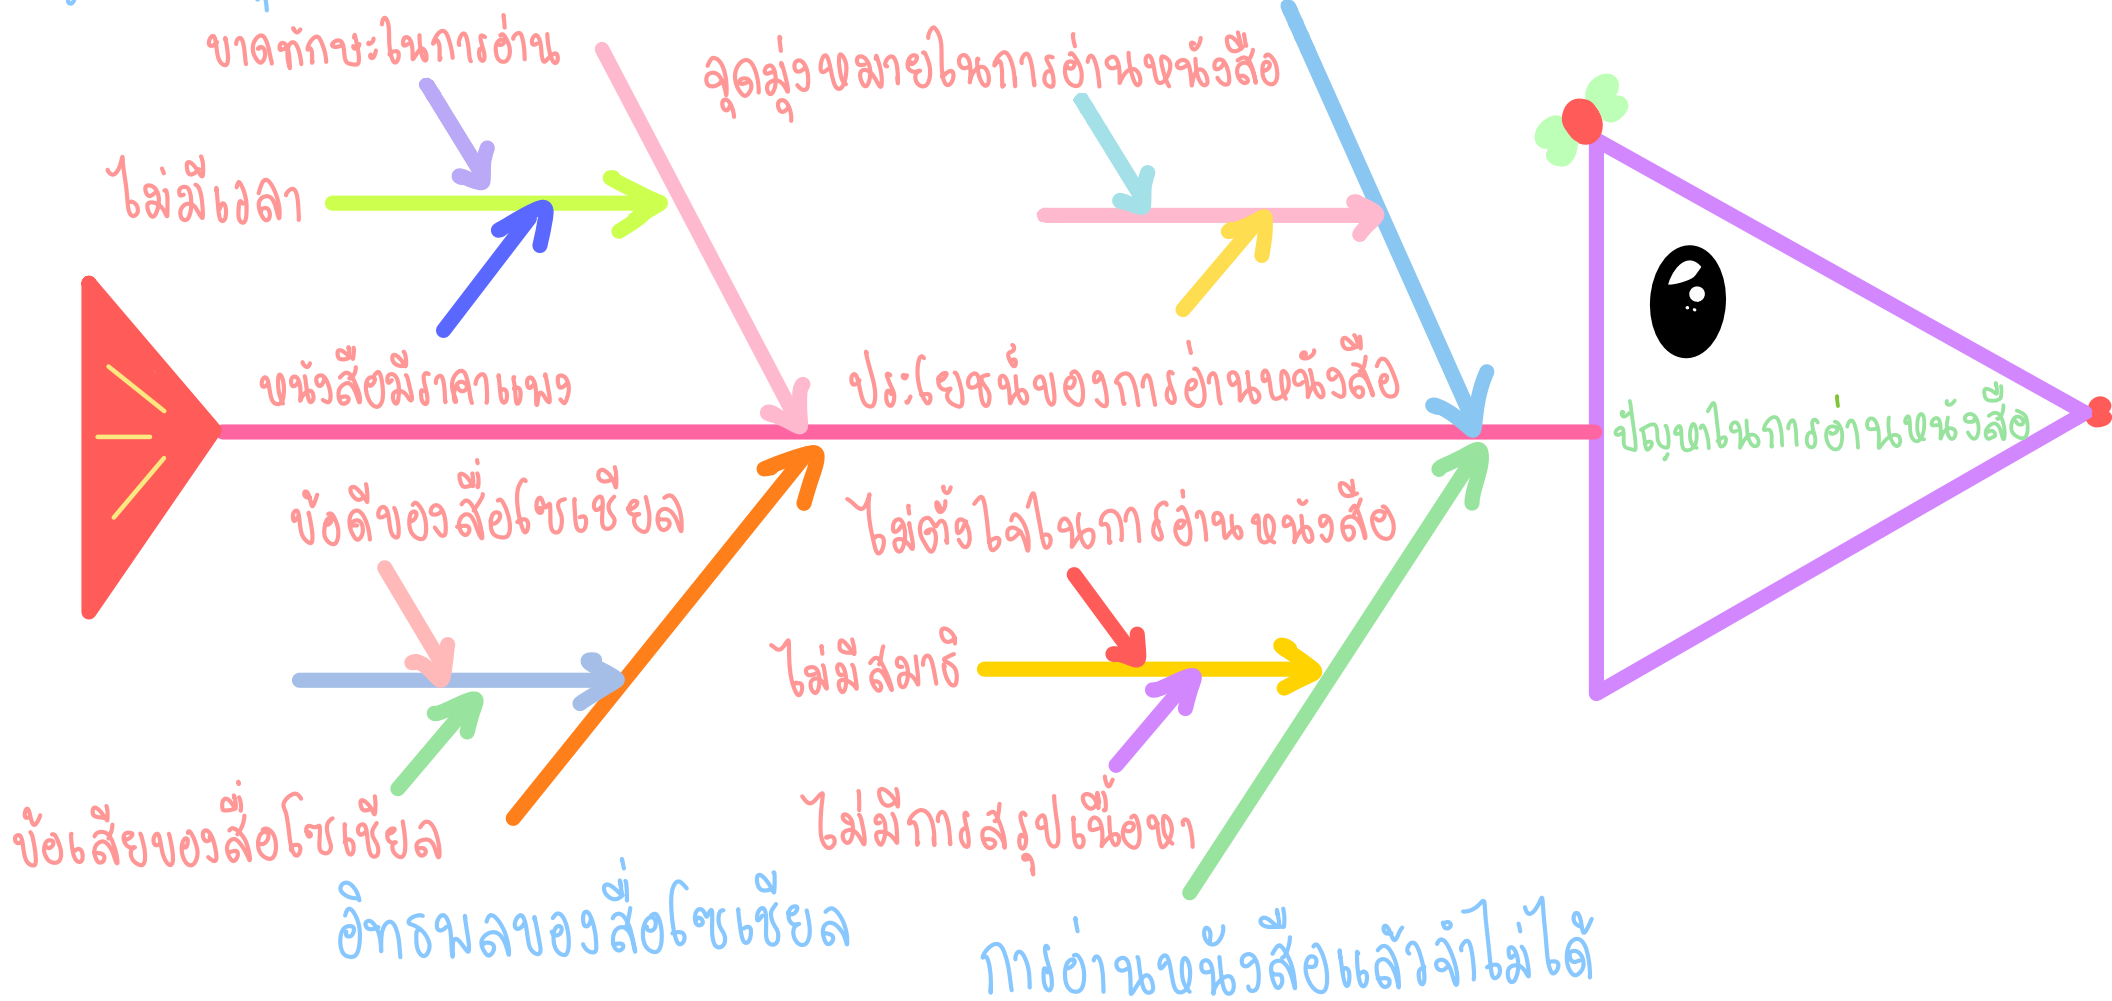 ขาดทักษะในการอ่าน
จุดมุ่งหมายในการอ่านหนังสือ
ไม่มีเวลา
หนังสือมีราคาแพง
ประโยชน์ของการอ่านหนังสือ
ปัญหาในการอ่านหนังสือ
ข้อดีของสื่อโซเชียล
ไม่ตั้งใจในการอ่านหนังสือ
ไม่มีสมาธิ
ข้อเสียของสื่อโซเชียล
ไม่มีการสรุปเนื้อหา
อิทธพลของสื่อโซเชียล
การอ่านหนังสือแล้วจำไม่ได้